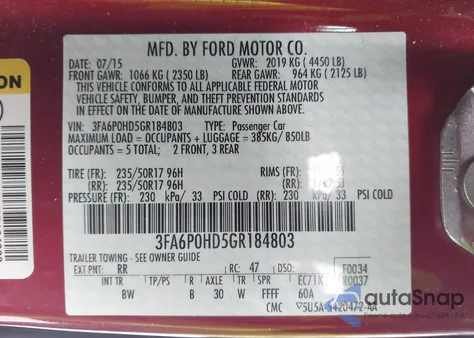 MFD. BY FORD MOTOR CO.
DATE: 07/15 GVWR: 2019 KG ( 4450 LB)
FRONT GAWR: 1066 KG ( 2350 LB) REAR GAWR: 964 KG ( 2125 LB)
THIS VEHICLE CONFORMS TO ALL APPLICABLE FEDERAL MOTOR
VEHICLE SAFETY, BUMPER, AND THEFT PREVENTION STANDARDS
IN EFFECT ON THE DATE OF MANUFACTURE SHOWN ABOVE.
VIN: 3FA6P0HD5GR184803 TYPE: Passenger Car
MAXIMUM LOAD = OCCUPANTS + LUGGAGE = 385KG/ 850LB
OCCUPANTS = 5 TOTAL; 2 FRONT, 3 REAR
TIRE (FR): 235/50R17 96H RIMS (FR):
(RR): 235/50R17 96H (RR):
PRESSURE (FR): 230 kPa/ 33 PSI COLD (RR): 230 kPa/ 33 PSI COLD
3FA6P0HD5GR184803
TRAILER TOWING - SEE OWNER GUIDE
EXT PNT: RR RC: 47 DSO: F0034
INT TR TP/PS R AXLE TR SPR EC71K K0037
BW B 30 W FFFF 60A
CMC
autoSnap